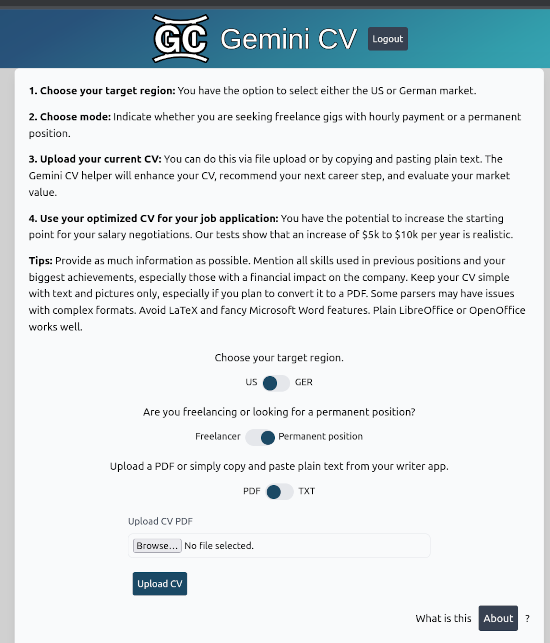 GC Gemini CV Logout
1. Choose your target region: You have the option to select either the US or German market.
2. Choose mode: Indicate whether you are seeking freelance gigs with hourly payment or a permanent
position.
3. Upload your current CV: You can do this via file upload or by copying and pasting plain text. The
Gemini CV helper will enhance your CV, recommend your next career step, and evaluate your market
value.
4. Use your optimized CV for your job application: You have the potential to increase the starting
point for your salary negotiations. Our tests show that an increase of $5k to $10k per year is realistic.
Tips: Provide as much information as possible. Mention all skills used in previous positions and your
biggest achievements, especially those with a financial impact on the company. Keep your CV simple
with text and pictures only, especially if you plan to convert it to a PDF. Some parsers may have issues
with complex formats. Avoid LaTeX and fancy Microsoft Word features. Plain LibreOffice or OpenOffice
works well.
Choose your target region.
US GER
Are you freelancing or looking for a permanent position?
Freelancer Permanent position
Upload a PDF or simply copy and paste plain text from your writer app.
PDF TXT
Upload CV PDF
Browse... No file selected.
Upload CV
What is this About ?